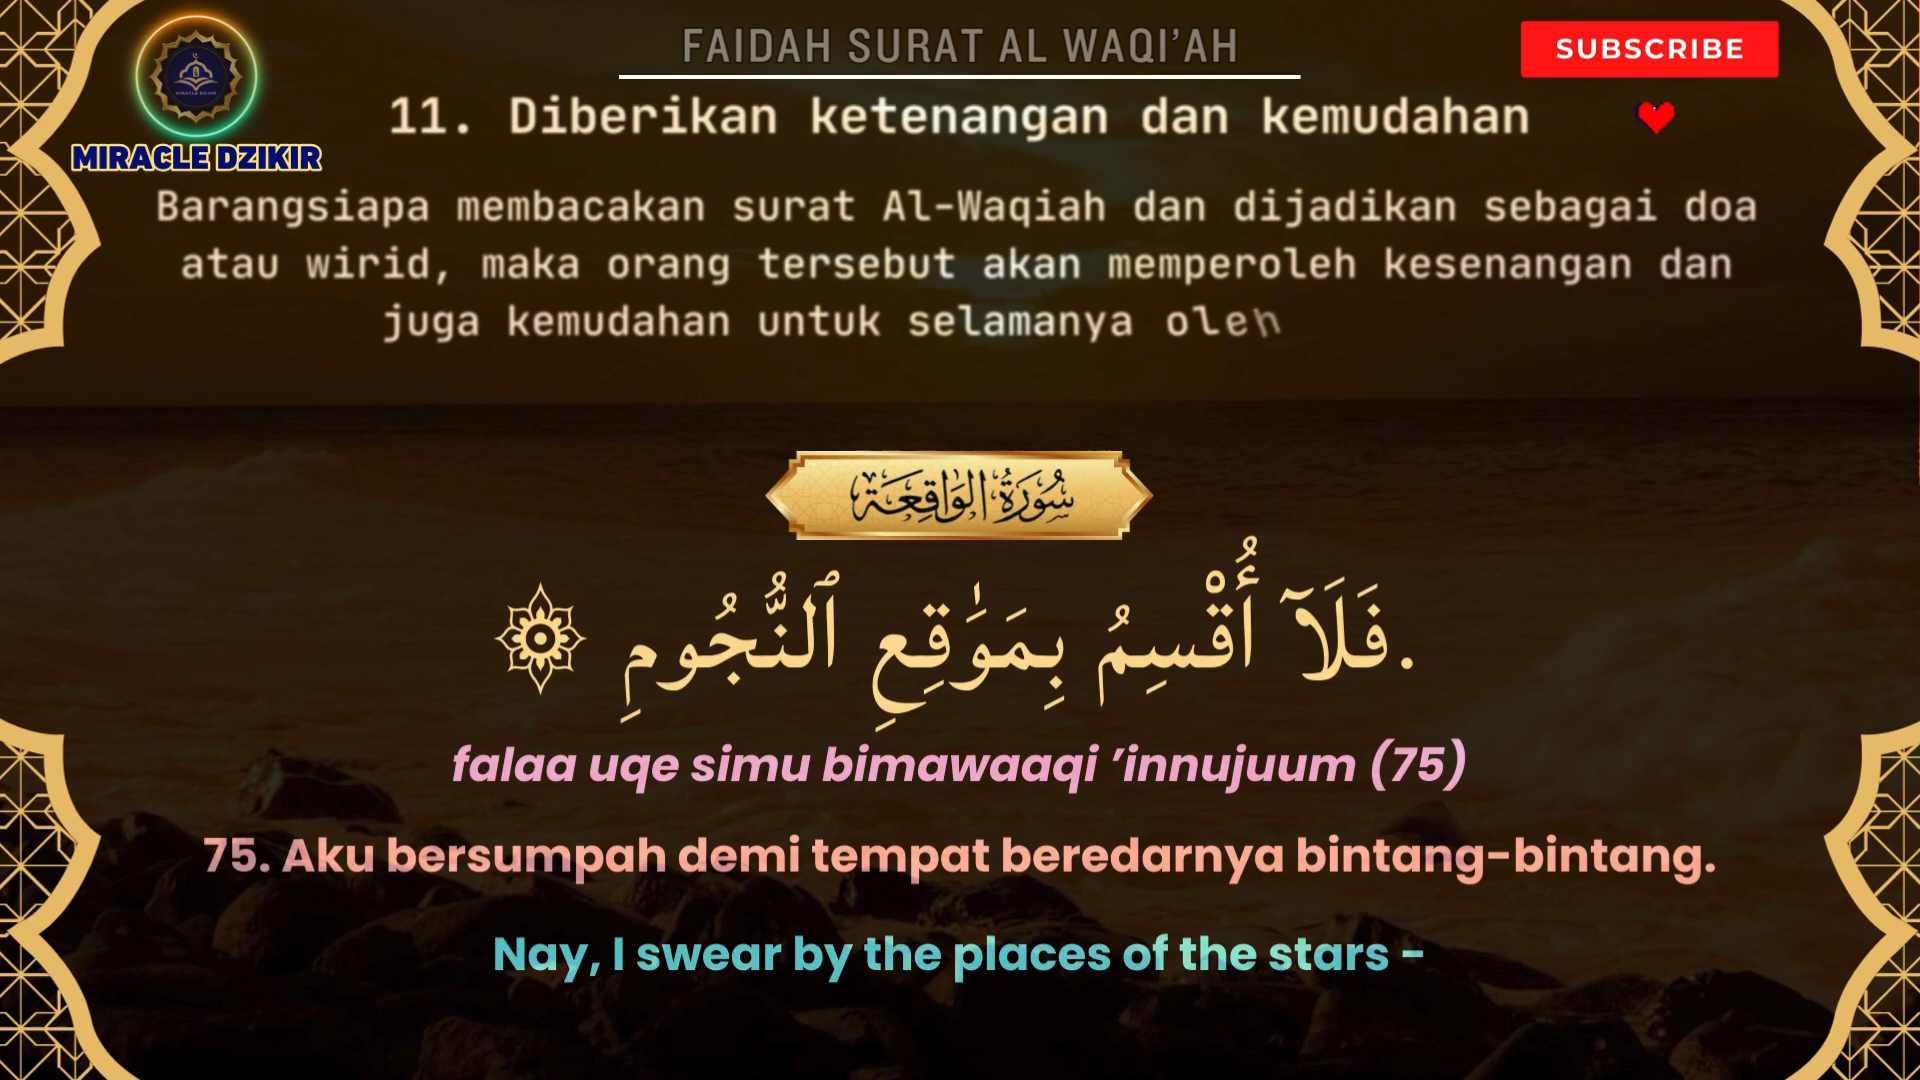 FAIDAH SURAT AL WAQI’AH
SUBSCRIBE
MIRACLE DZIKIR
11. Diberikan ketenangan dan kemudahan
Barangsiapa membacakan surat Al-Waqiah dan dijadikan sebagai doa
atau wirid, maka orang tersebut akan memperoleh kesenangan dan
juga kemudahan untuk selamanya oleh
سُورَةُ الوَاقِعَة
فَلَآ أُقْسِمُ بِمَوَٰقِعِ ٱلنُّجُومِ ۞.
falaa uqe simu bimawaaqi ’innujuum (75)
75. Aku bersumpah demi tempat beredarnya bintang-bintang.
Nay, I swear by the places of the stars -